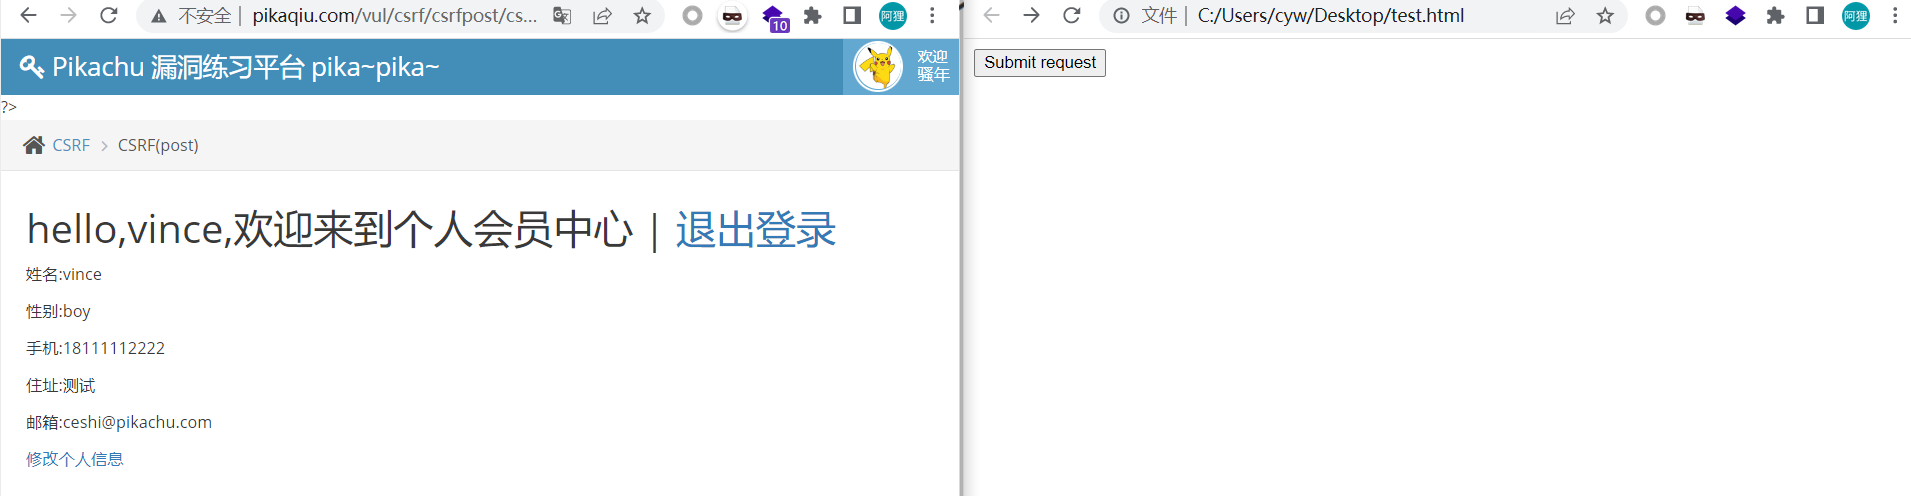 不安全 | pikaqiu.com/vul/csrf/csrfpost/cs...
10
阿狸
Pikachu 漏洞练习平台 pika~pika~
欢迎
骚年
?>
CSRF > CSRF(post)
hello,vince,欢迎来到个人会员中心 | 退出登录
姓名:vince
性别:boy
手机:18111112222
住址:测试
邮箱:ceshi@pikachu.com
修改个人信息
文件 | C:/Users/cyw/Desktop/test.html
阿狸
Submit request